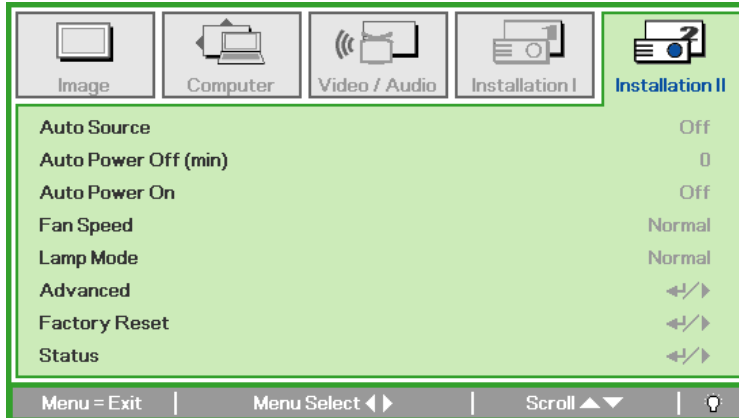 Image Computer Video / Audio Installation I Installation II
Auto Source Off
Auto Power Off (min) 0
Auto Power On Off
Fan Speed Normal
Lamp Mode Normal
Advanced
Factory Reset
Status
Menu = Exit Menu Select Scroll